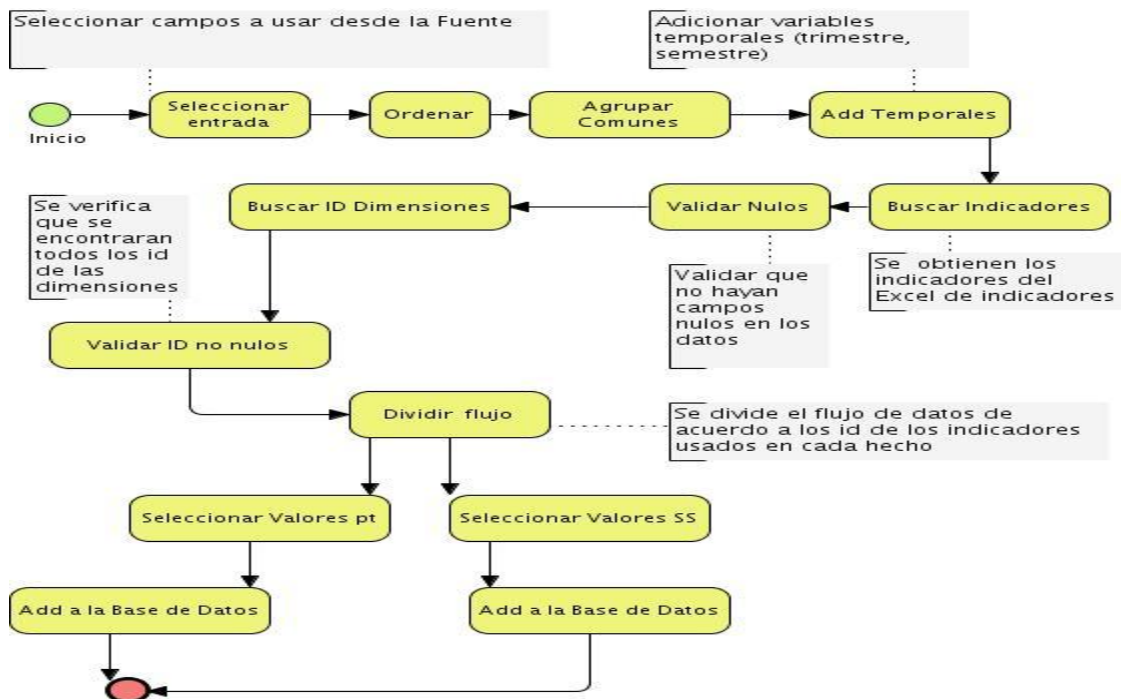 Seleccionar campos a usar desde la Fuente
Adicionar variables
temporales (trimestre,
semestre)
Inicio
Seleccionar
entrada
Ordenar
Agrupar
Comunes
Add Temporales
Buscar ID Dimensiones
Validar Nulos
Buscar Indicadores
Se verifica
que se
encontraran
todos los id
de las
dimensiones
Validar que
no hayan
campos
nulos en los
datos
Se obtienen los
indicadores del
Excel de indicadores
Validar ID no nulos
Dividir flujo
Se divide el flujo de datos de
acuerdo a los id de los indicadores
usados en cada hecho
Seleccionar Valores pt
Seleccionar Valores SS
Add a la Base de Datos
Add a la Base de Datos